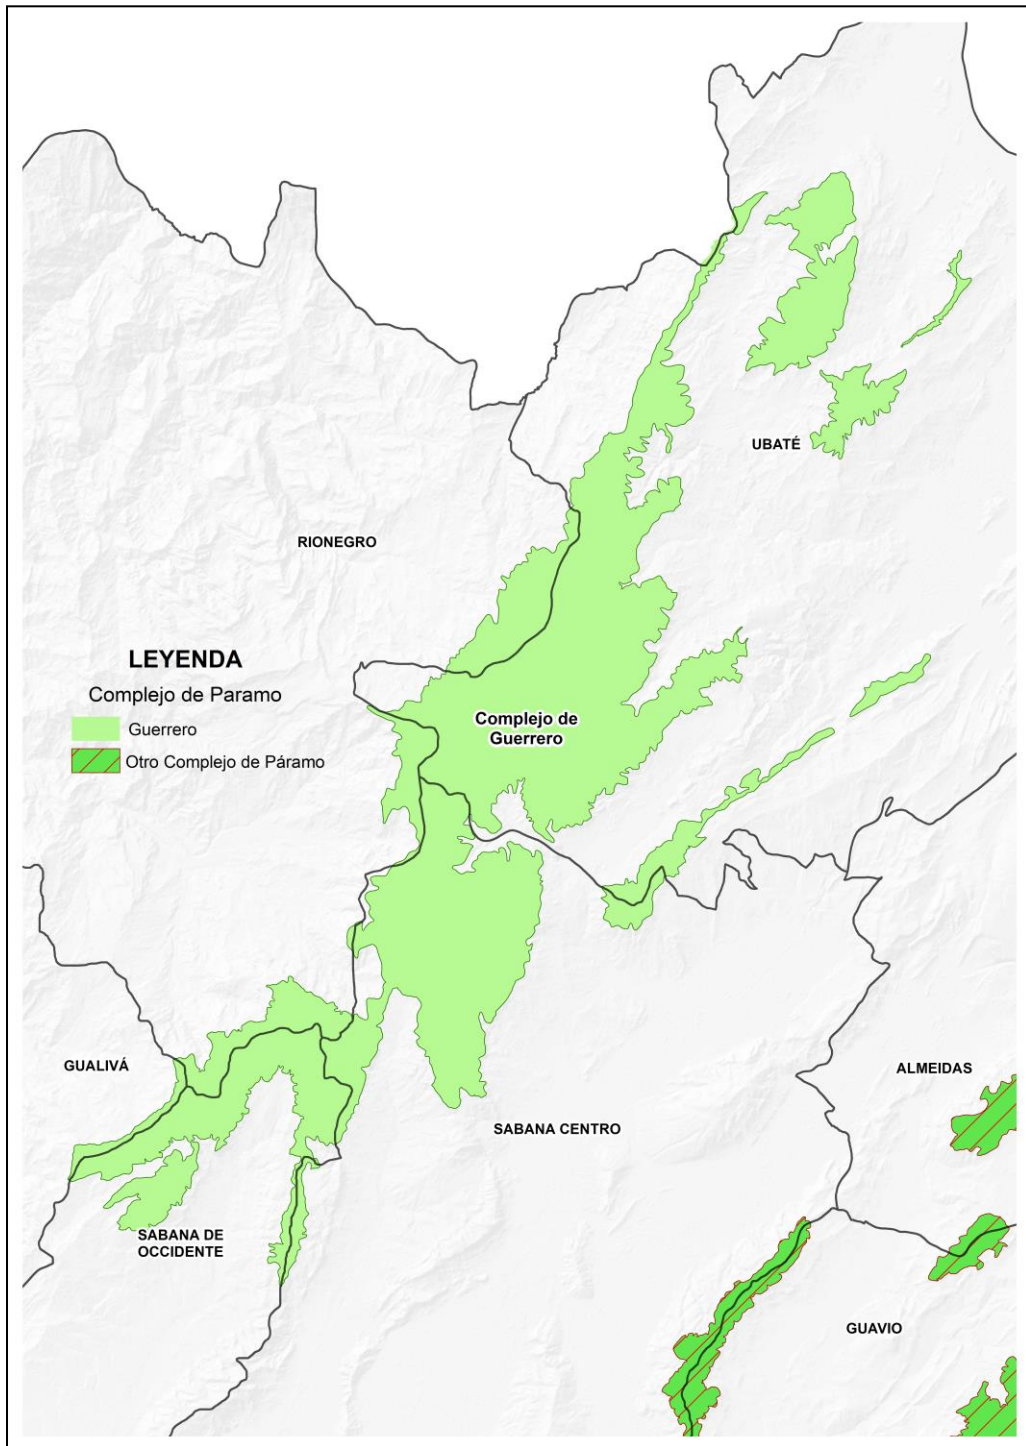 UBATÉ
RIONEGRO
LEYENDA
Complejo de Paramo
Guerrero
Otro Complejo de Páramo
Complejo de
Guerrero
GUALIVÁ
ALMEIDAS
SABANA CENTRO
SABANA DE
OCCIDENTE
GUAVIO